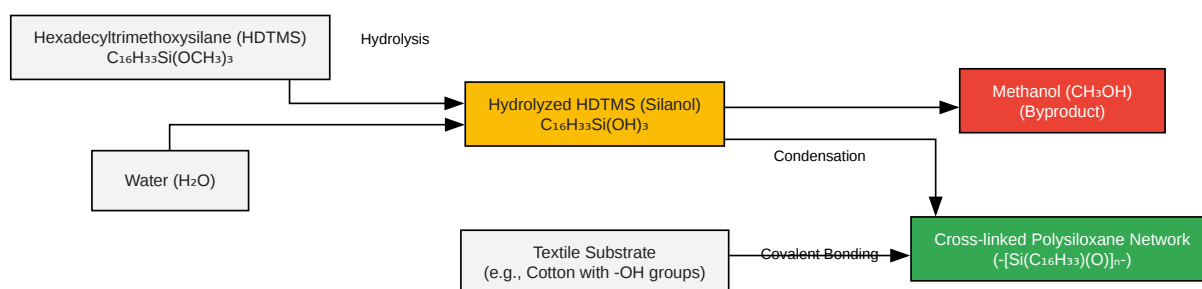 Hexadecyltrimethoxysilane (HDTMS)
C₁₆H₃₃Si(OCH₃)₃
Hydrolysis
Water (H₂O)
Hydrolyzed HDTMS (Silanol)
C₁₆H₃₃Si(OH)₃
Methanol (CH₃OH)
(Byproduct)
Condensation
Textile Substrate
(e.g., Cotton with -OH groups)
Covalent Bonding
Cross-linked Polysiloxane Network
(-[Si(C₁₆H₃₃)(O)]ₙ-)